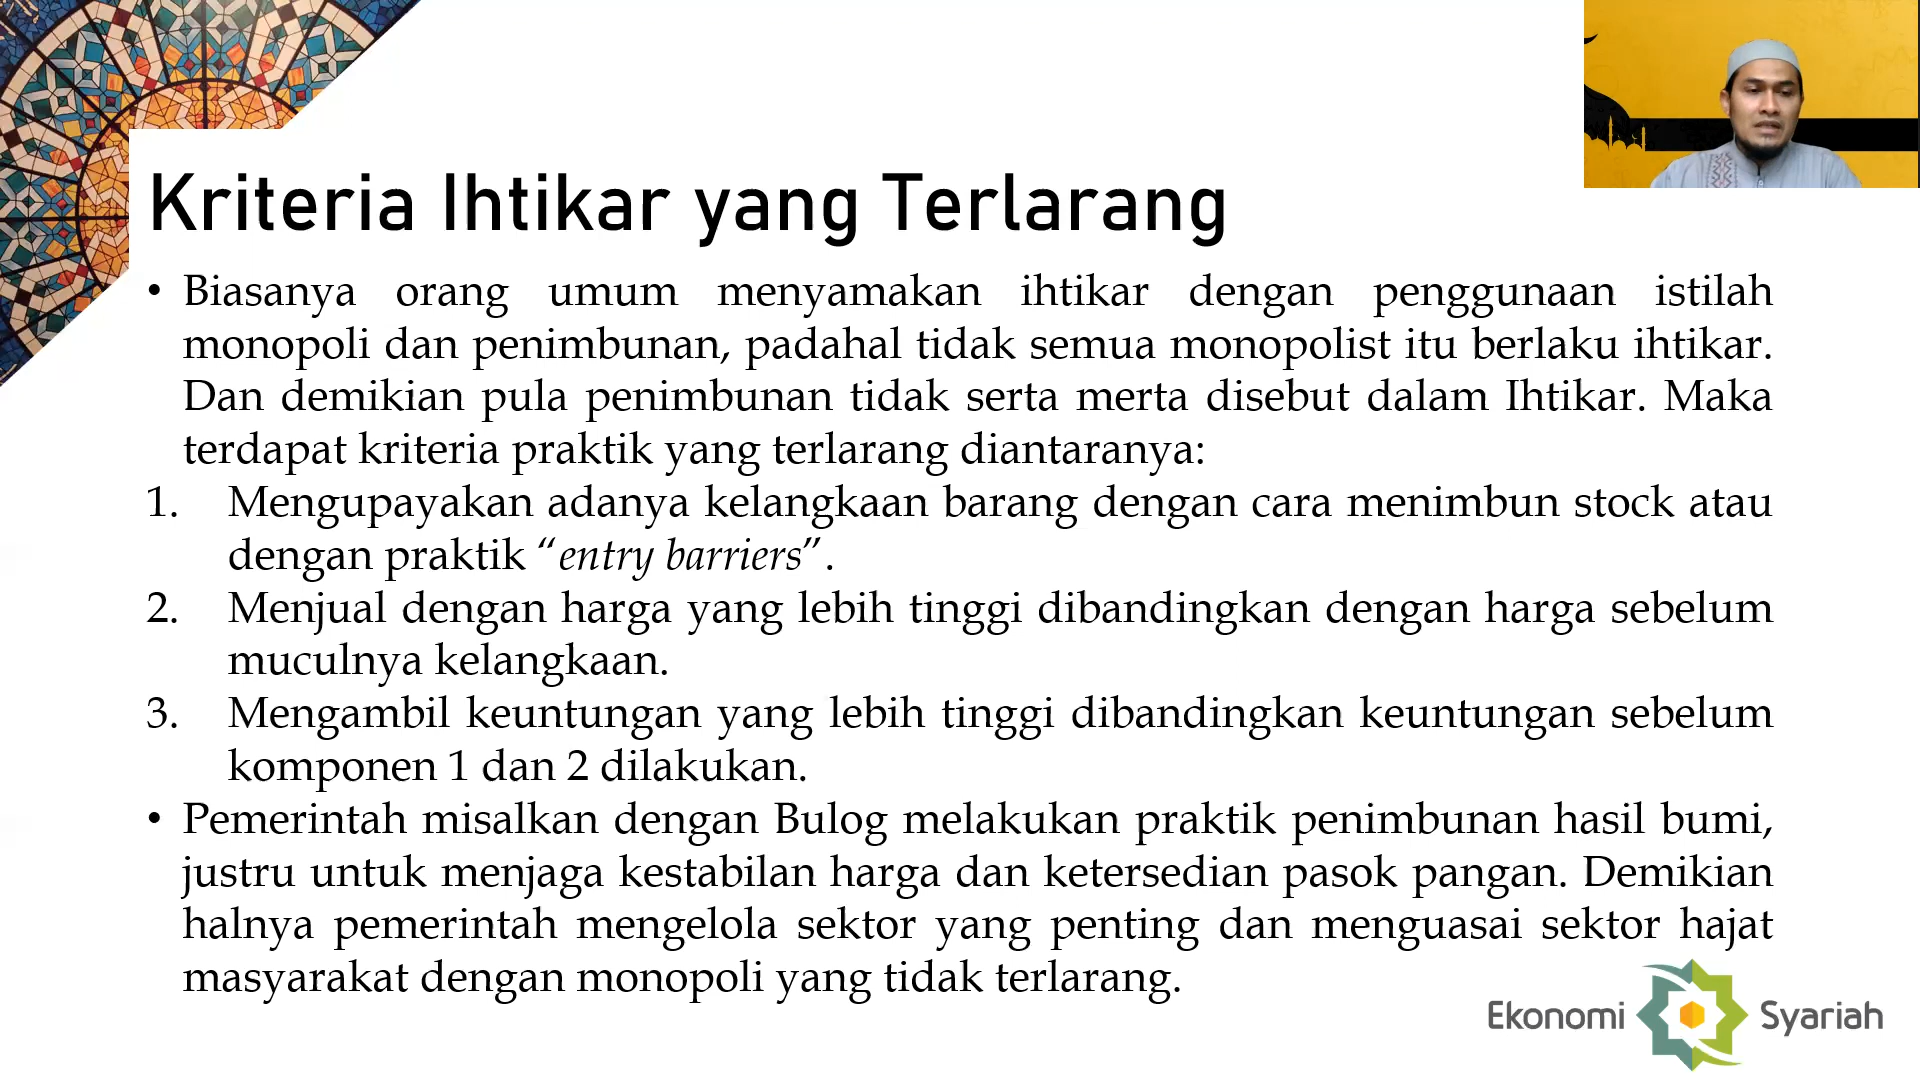 Kriteria Ihtikar yang Terlarang
• Biasanya orang umum menyamakan ihtikar dengan penggunaan istilah
monopoli dan penimbunan, padahal tidak semua monopolist itu berlaku ihtikar.
Dan demikian pula penimbunan tidak serta merta disebut dalam Ihtikar. Maka
terdapat kriteria praktik yang terlarang diantaranya:
1. Mengupayakan adanya kelangkaan barang dengan cara menimbun stock atau
dengan praktik “entry barriers”.
2. Menjual dengan harga yang lebih tinggi dibandingkan dengan harga sebelum
muculnya kelangkaan.
3. Mengambil keuntungan yang lebih tinggi dibandingkan keuntungan sebelum
komponen 1 dan 2 dilakukan.
• Pemerintah misalkan dengan Bulog melakukan praktik penimbunan hasil bumi,
justru untuk menjaga kestabilan harga dan ketersedian pasok pangan. Demikian
halnya pemerintah mengelola sektor yang penting dan menguasai sektor hajat
masyarakat dengan monopoli yang tidak terlarang.
Ekonomi Syariah